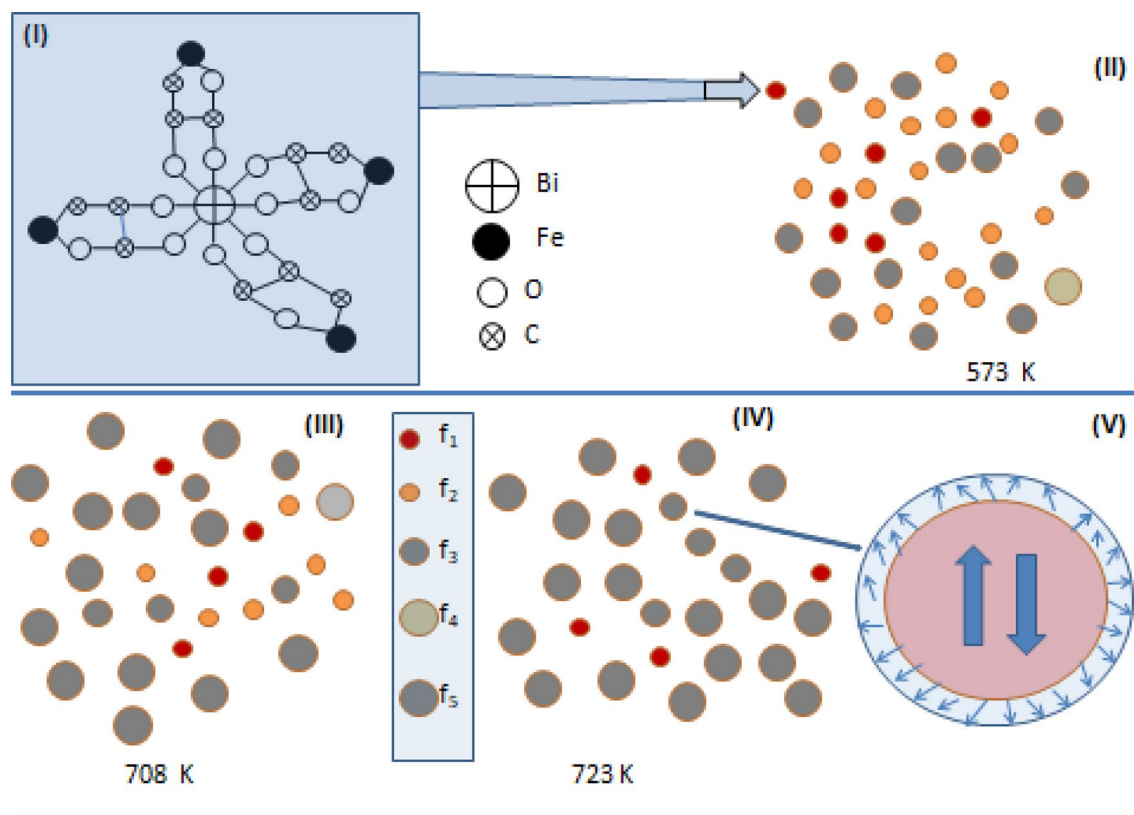 (I)
(II)
Bi
Fe
O
C
573 K
(III)
(IV)
(V)
f₁
f₂
f₃
f₄
f₅
708 K
723 K